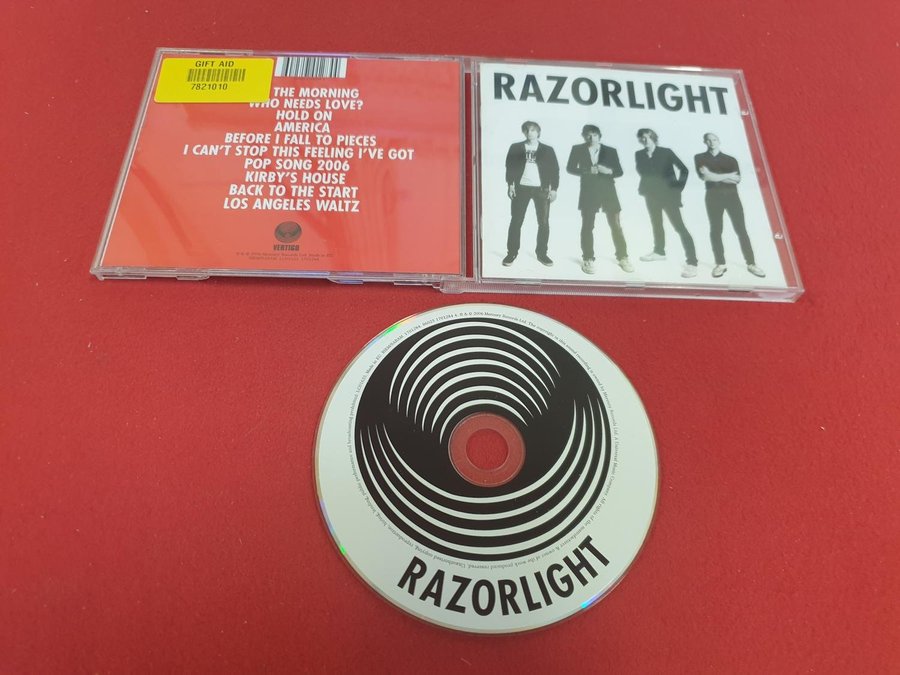 GIFT AID
7821010
THE MORNING
WHO NEEDS LOVE?
HOLD ON
AMERICA
BEFORE I FALL TO PIECES
I CAN'T STOP THIS FEELING I'VE GOT
POP SONG 2006
KIRBY'S HOUSE
BACK TO THE START
LOS ANGELES WALTZ
VERTIGO
RAZORLIGHT
RAZORLIGHT